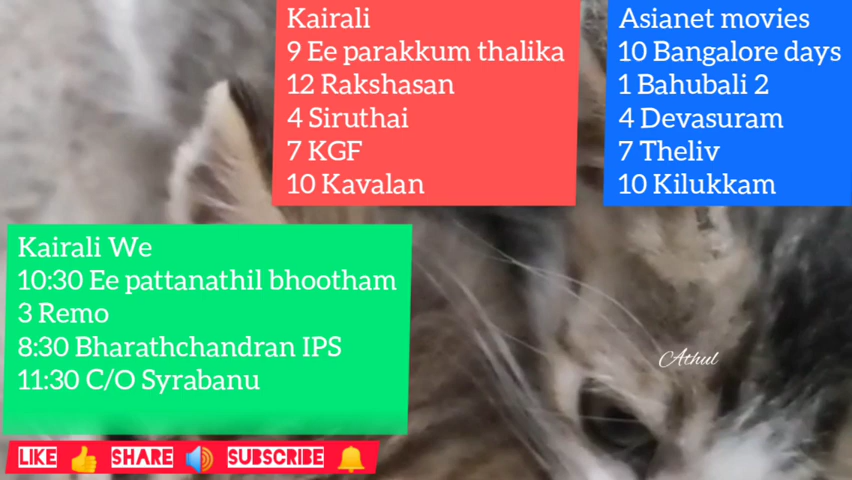 Kairali
9 Ee parakkum thalika
12 Rakshasan
4 Siruthai
7 KGF
10 Kavalan
Asianet movies
10 Bangalore days
1 Bahubali 2
4 Devasuram
7 Theliv
10 Kilukkam
Kairali We
10:30 Ee pattanathil bhootham
3 Remo
8:30 Bharathchandran IPS
11:30 C/O Syrabanu
Athul
LIKE 👍 SHARE 🔊 SUBSCRIBE 🔔